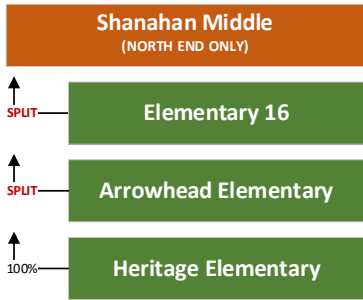 Shanahan Middle
(NORTH END ONLY)
SPLIT
Elementary 16
SPLIT
Arrowhead Elementary
100%
Heritage Elementary